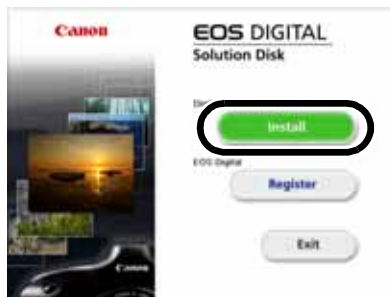 Canon
EOS DIGITAL
Solution Disk
Install
EOS Digital
Register
Exit
Canon